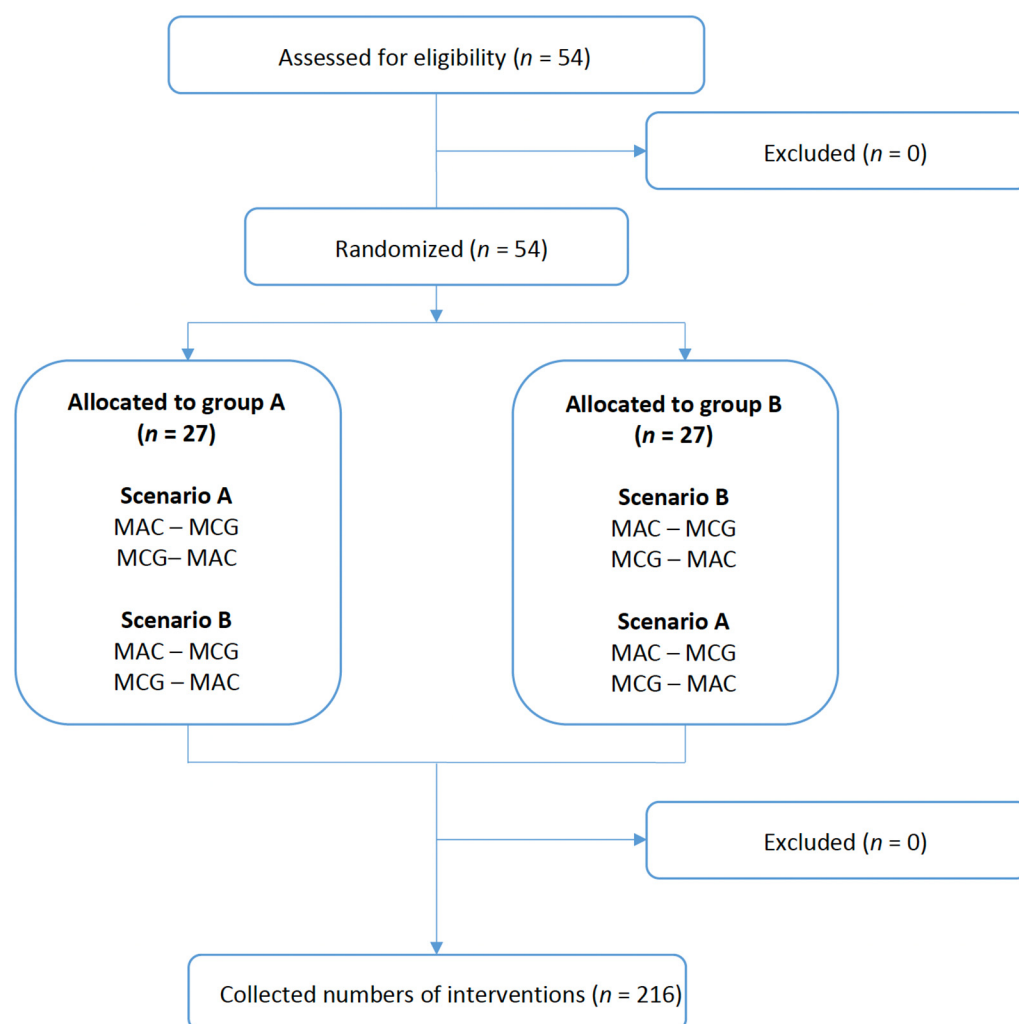 Assessed for eligibility (n = 54)
Excluded (n = 0)
Randomized (n = 54)
Allocated to group A
(n = 27)
Scenario A
MAC – MCG
MCG– MAC
Scenario B
MAC – MCG
MCG – MAC
Allocated to group B
(n = 27)
Scenario B
MAC – MCG
MCG – MAC
Scenario A
MAC – MCG
MCG – MAC
Excluded (n = 0)
Collected numbers of interventions (n = 216)